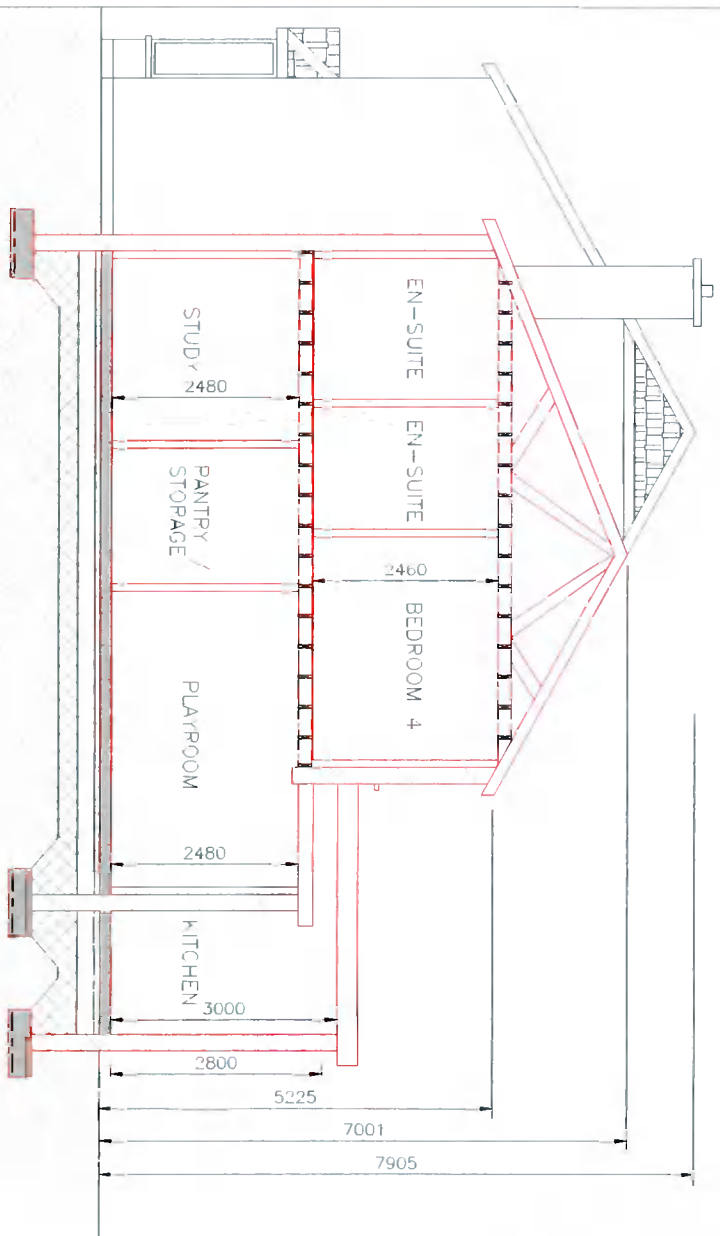 EN-SUITE
EN-SUITE
2460
BEDROOM 4
STUDY
2480
PANTRY /
STORAGE
PLAYROOM
2480
KITCHEN
3000
2800
5225
7001
7905